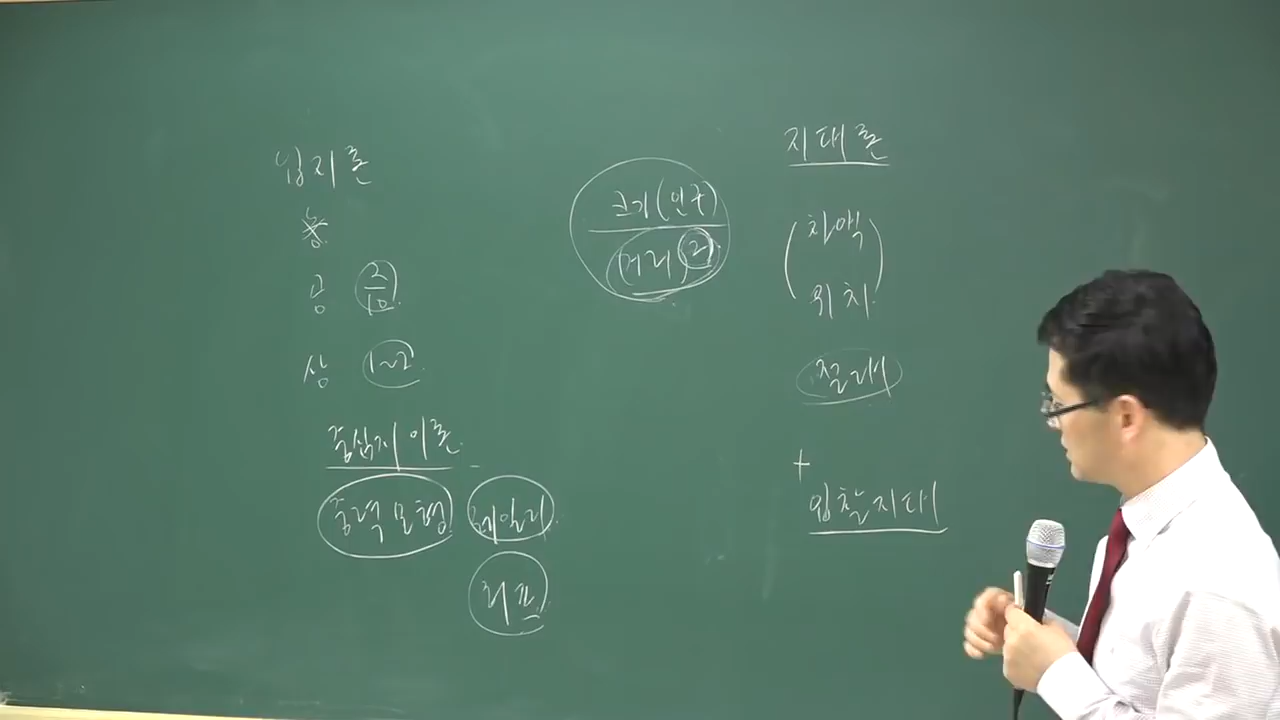 입지론
농
공 2/10
상 1~2
중심지 이론
중력 모형 레일리
허프
크기(인구)
거리 2
지대론
(차액
위치)
절대
+
입찰지대